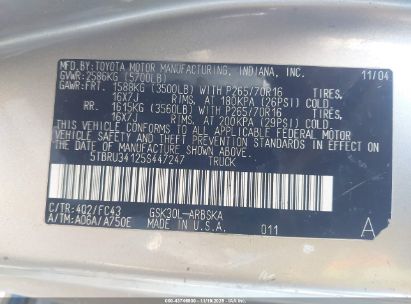 MFD.BY: TOYOTA MOTOR MANUFACTURING, INDIANA, INC. 11/04
GVWR: 2586KG (5700LB)
GAWR: FRT. 1588KG (3500LB) WITH P265/70R16 TIRES,
16X7J RIMS, AT 180KPA (26PSI) COLD.
RR. 1615KG (3560LB) WITH P265/70R16 TIRES,
16X7J RIMS, AT 200KPA (29PSI) COLD.
THIS VEHICLE CONFORMS TO ALL APPLICABLE FEDERAL MOTOR
VEHICLE SAFETY AND BUMPER STANDARDS IN EFFECT ON
THE DATE OF MANUFACTURE SHOWN ABOVE.
5TBRU34125S447247 TRUCK
C/TR: 402/FC43 GSK30L-ARBSKA
A/TM: A06A/A750E MADE IN U.S.A. 011 A